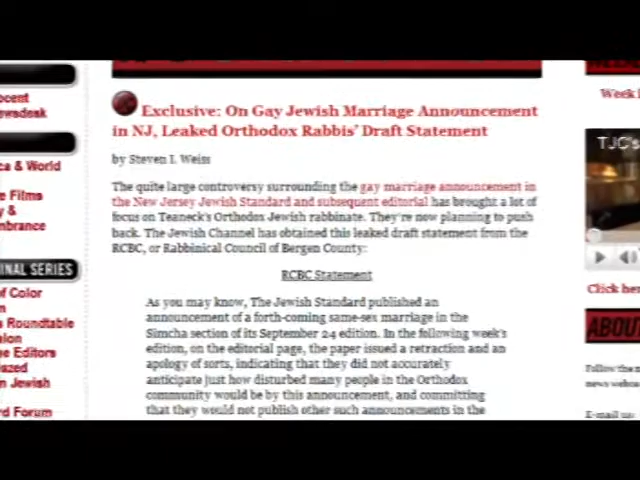 Exclusive: On Gay Jewish Marriage Announcement
in NJ, Leaked Orthodox Rabbis' Draft Statement
by Steven I. Weiss
The quite large controversy surrounding the gay marriage announcement in
the New Jersey Jewish Standard and subsequent editorial has brought a lot of
focus on Teaneck's Orthodox Jewish rabbinate. They're now planning to push
back. The Jewish Channel has obtained this leaked draft statement from the
RCBC, or Rabbinical Council of Bergen County:
RCBC Statement
As you may know, The Jewish Standard published an
announcement of a forth-coming same-sex marriage in the
Simcha section of its September 24 edition. In the following week's
edition, on the editorial page, the paper issued a retraction and an
apology of sorts, indicating that they did not accurately
anticipate just how disturbed many people in the Orthodox
community would be by this announcement, and committing
that they would not publish other such announcements in the
& World
Films
&
INAL SERIES
of Color
Roundtable
Editors
Jewish
Forum
Week
TJC's
Click
ABOU
Follow the
E-mail us: